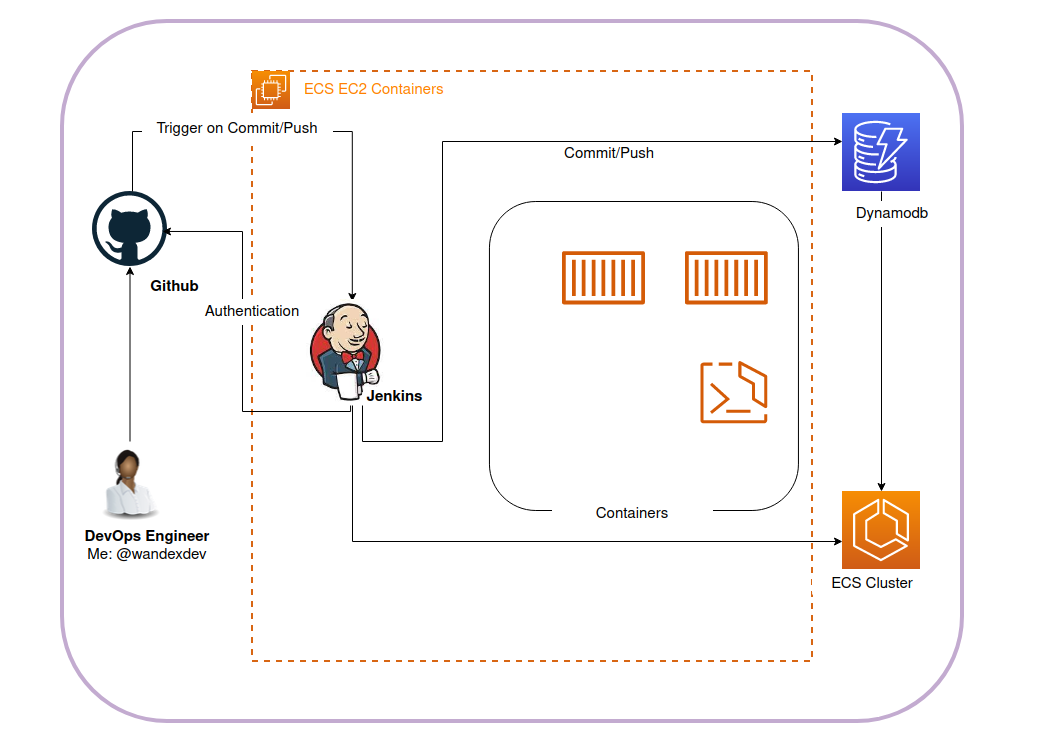 ECS EC2 Containers
Trigger on Commit/Push
Commit/Push
Dynamodb
Github
Authentication
Jenkins
Containers
DevOps Engineer
Me: @wandexdev
ECS Cluster